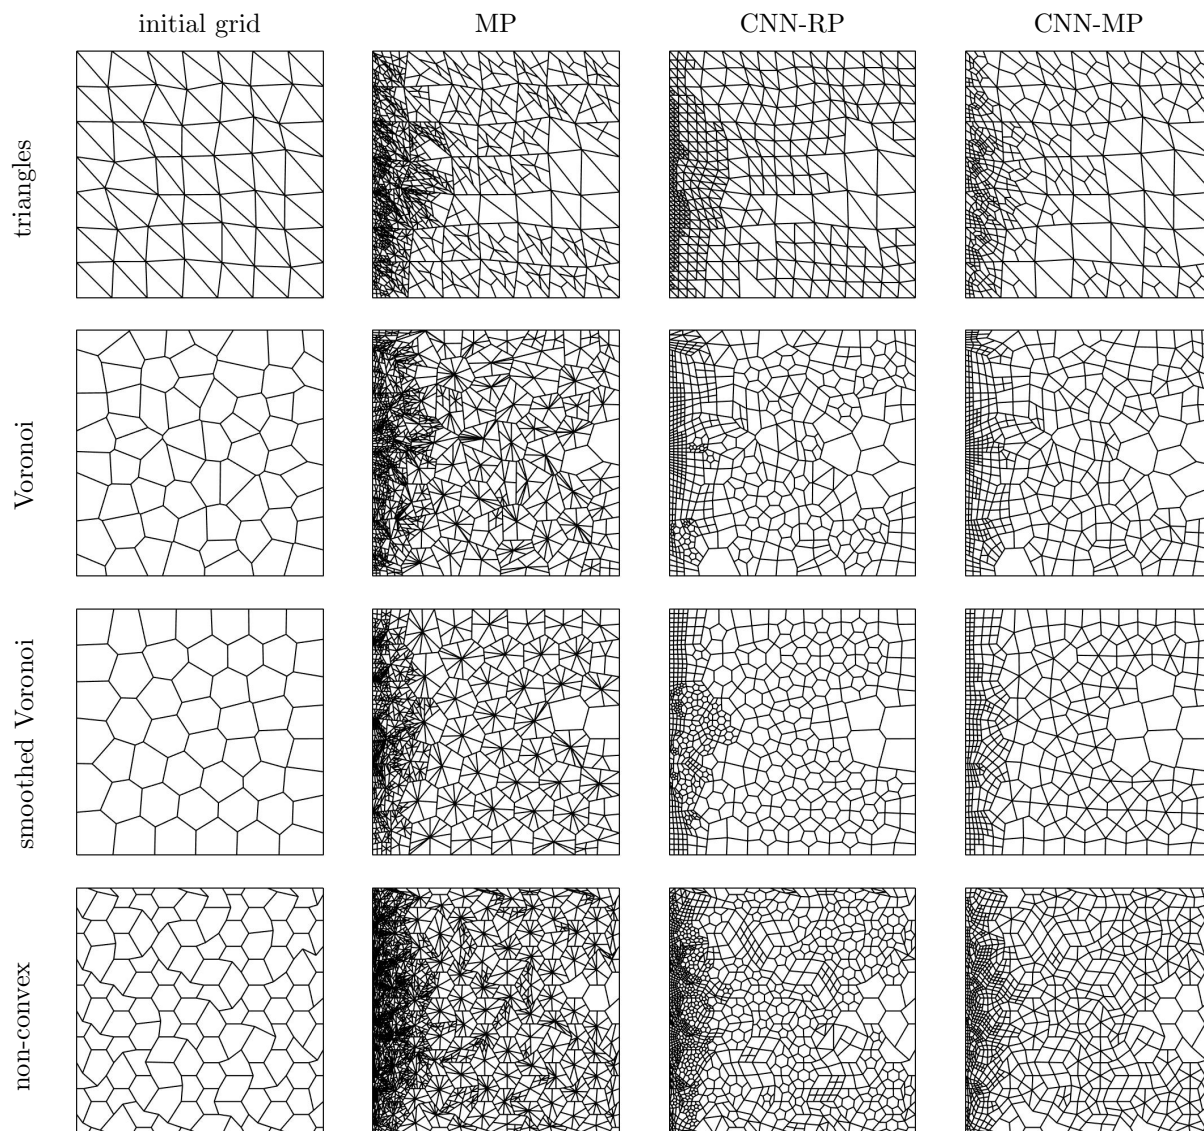 initial grid
MP
CNN-RP
CNN-MP
triangles
Voronoi
smoothed Voronoi
non-convex